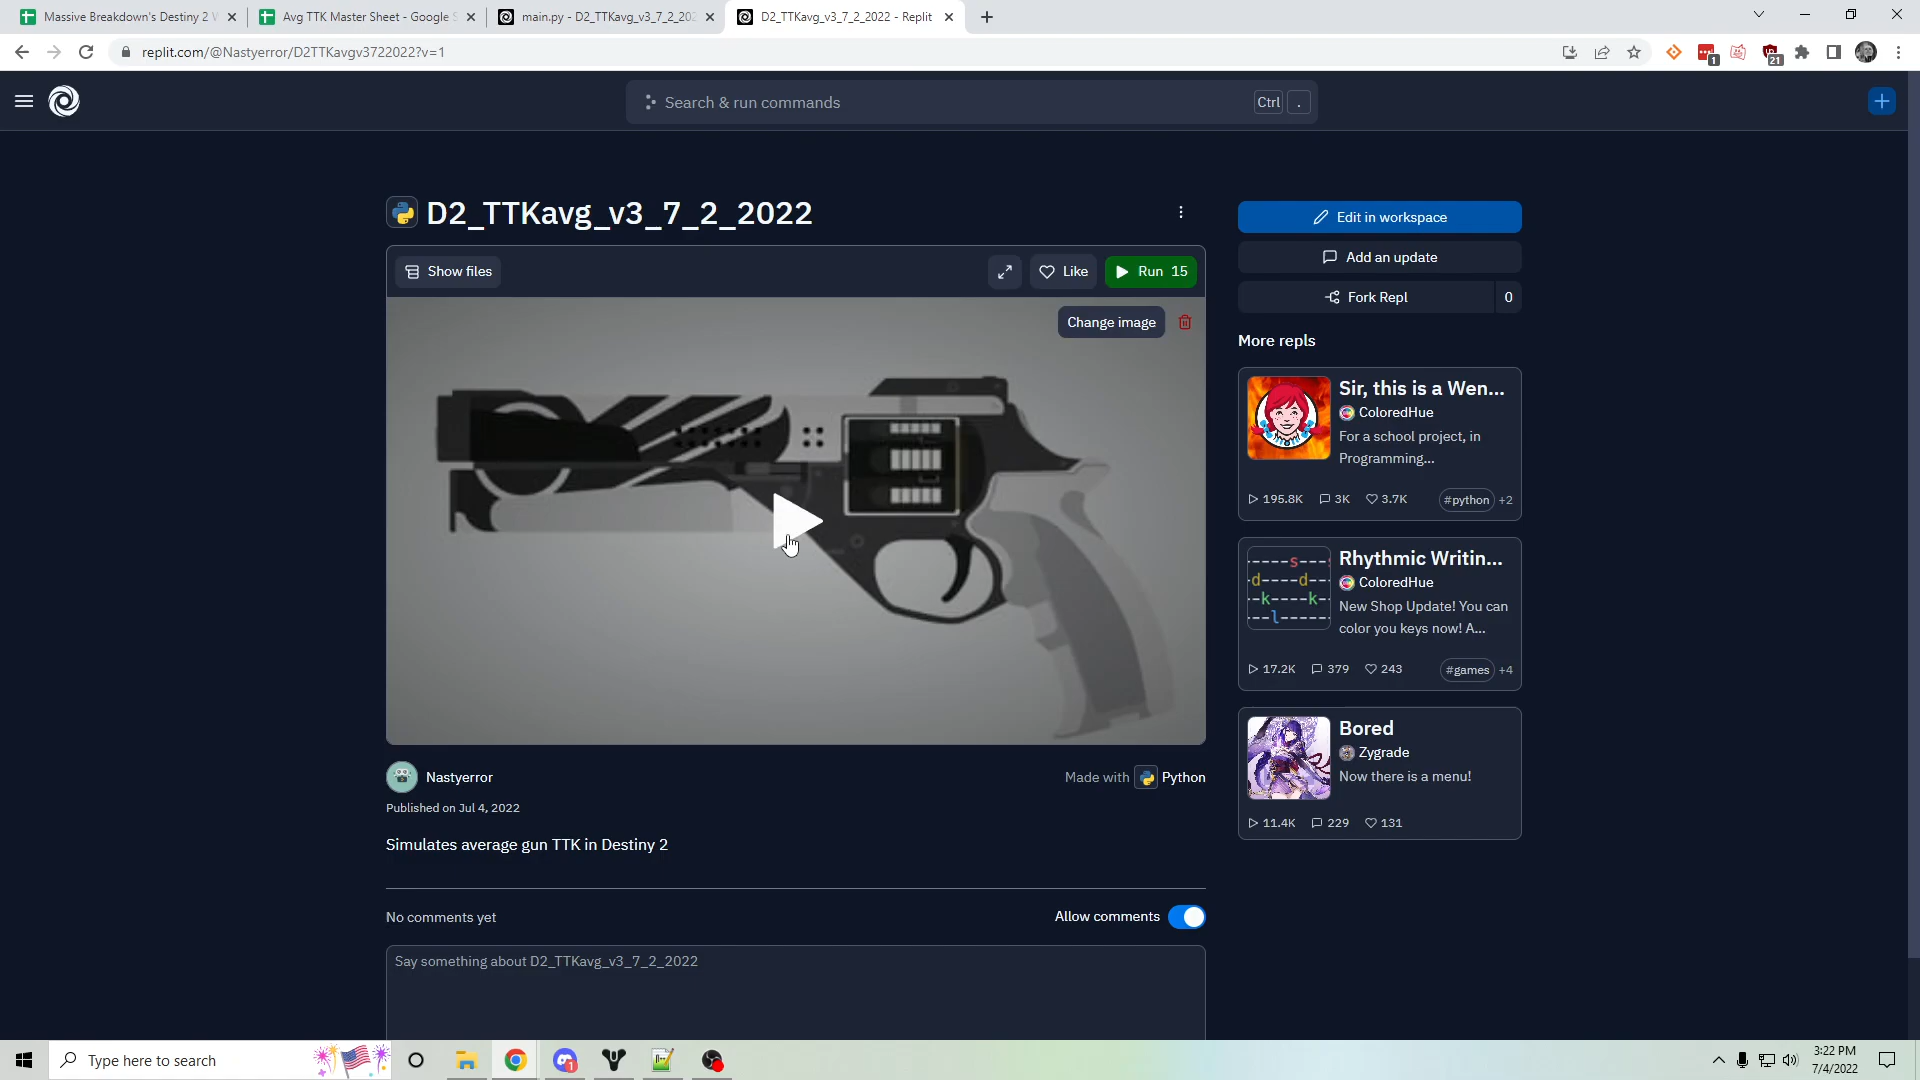 Massive Breakdown's Destiny 2 W
Avg TTK Master Sheet - Google S
main.py - D2_TTKavg_v3_7_2_202
D2_TTKavg_v3_7_2_2022 - Replit
replit.com/@Nastyerror/D2TTKavgv3722022?v=1
1
21
Search & run commands
Ctrl .
D2_TTKavg_v3_7_2_2022
Show files
Like
Run 15
Change image
Nastyerror
Made with Python
Published on Jul 4, 2022
Simulates average gun TTK in Destiny 2
No comments yet
Allow comments
Say something about D2_TTKavg_v3_7_2_2022
Edit in workspace
Add an update
Fork Repl 0
More repls
Sir, this is a Wen...
ColoredHue
For a school project, in
Programming...
195.8K 3K 3.7K #python +2
Rhythmic Writin...
ColoredHue
New Shop Update! You can
color you keys now! A...
17.2K 379 243 #games +4
Bored
Zygrade
Now there is a menu!
11.4K 229 131
Type here to search
1
3:22 PM
7/4/2022